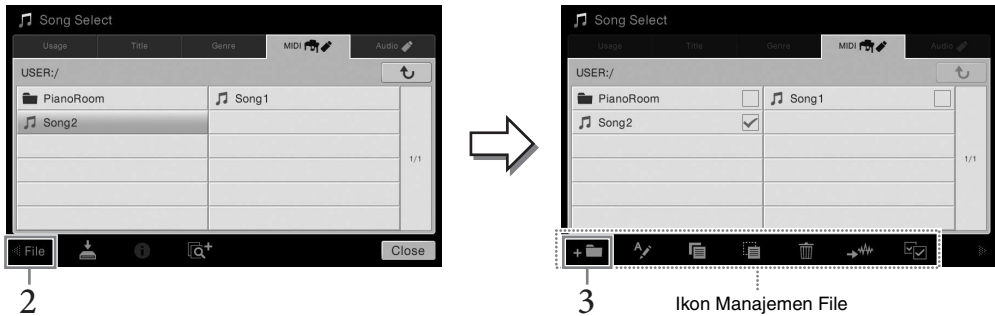 Song Select
Usage Title Genre MIDI Audio
USER:/
PianoRoom Song1
Song2
1/1
File Close
2
Song Select
Usage Title Genre MIDI Audio
USER:/
PianoRoom Song1
Song2
1/1
3
Ikon Manajemen File